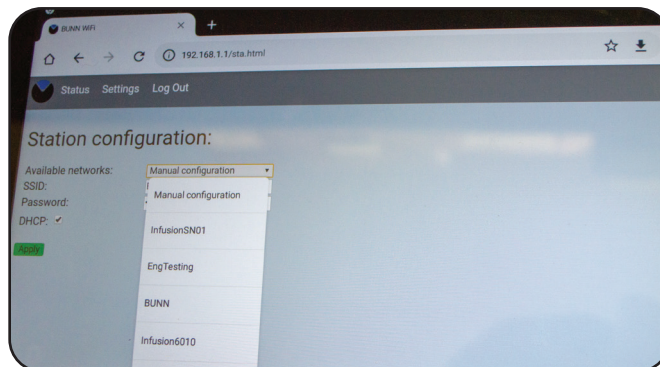 BUNN WiFi
192.168.1.1/sta.html
Status Settings Log Out
Station configuration:
Available networks: Manual configuration
SSID:
Password:
DHCP:
Apply
Manual configuration
InfusionSN01
EngTesting
BUNN
Infusion6010